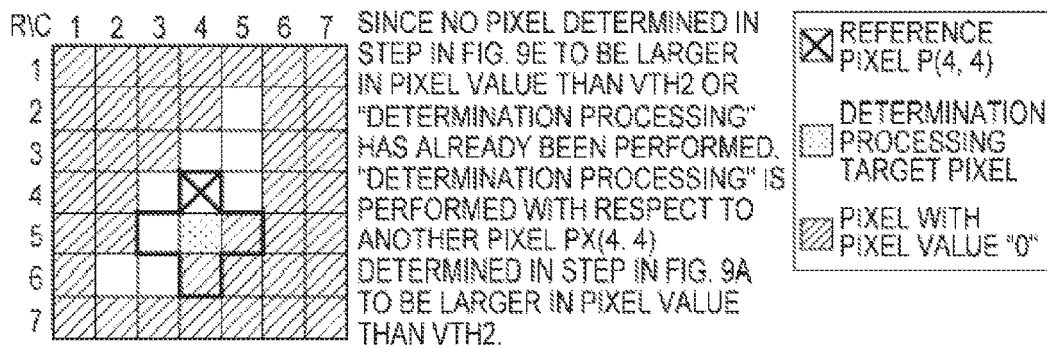 R\C 1 2 3 4 5 6 7
1
2
3
4
5
6
7
SINCE NO PIXEL DETERMINED IN
STEP IN FIG. 9E TO BE LARGER
IN PIXEL VALUE THAN VTH2 OR
"DETERMINATION PROCESSING"
HAS ALREADY BEEN PERFORMED,
"DETERMINATION PROCESSING" IS
PERFORMED WITH RESPECT TO
ANOTHER PIXEL PX(4, 4)
DETERMINED IN STEP IN FIG. 9A
TO BE LARGER IN PIXEL VALUE
THAN VTH2.
REFERENCE
PIXEL P(4, 4)
DETERMINATION
PROCESSING
TARGET PIXEL
PIXEL WITH
PIXEL VALUE "0"